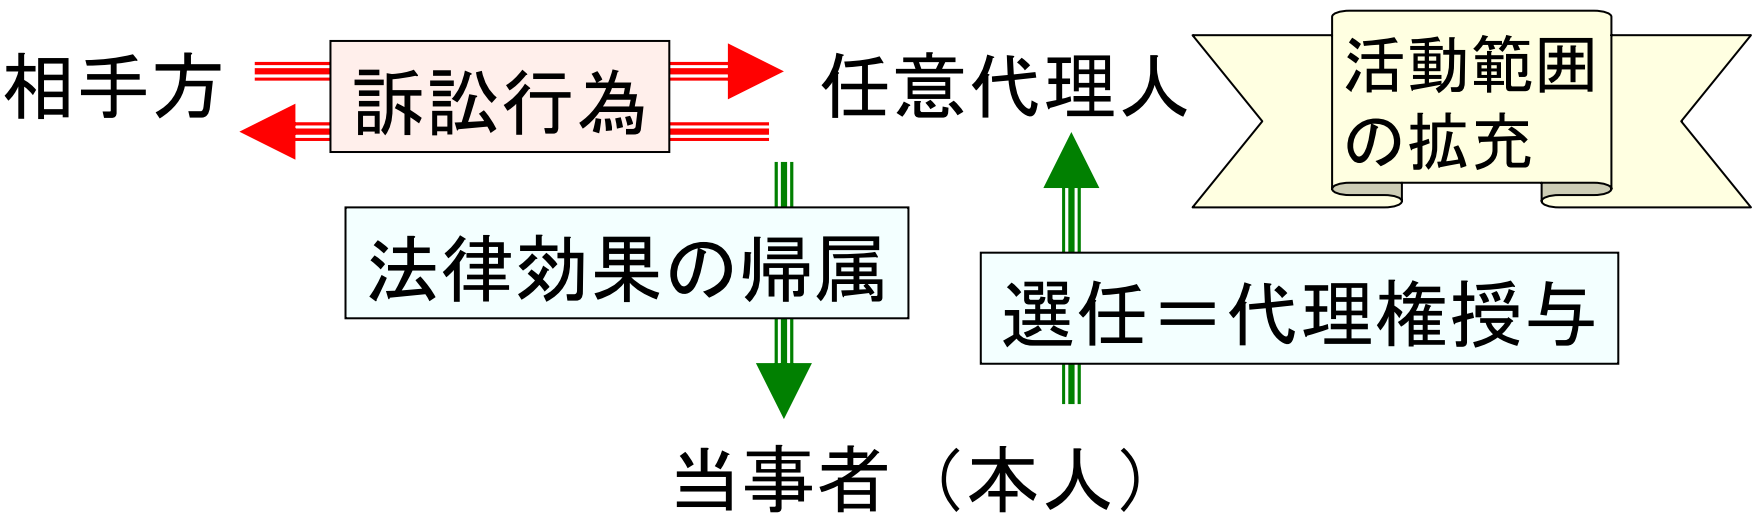 相手方
訴訟行為
任意代理人
活動範囲
の拡充
法律効果の帰属
選任＝代理権授与
当事者（本人）